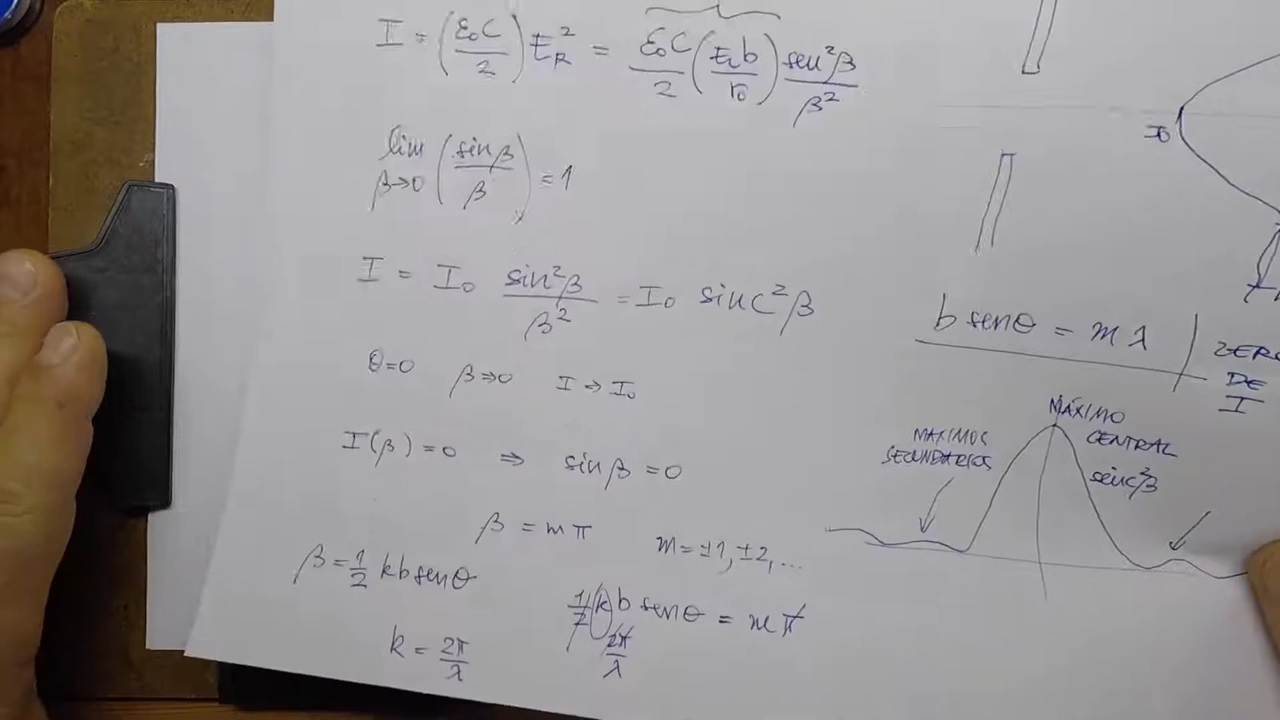 I = (ε₀c/2) E_R² = ε₀c/2 (E_L b/r₀) sen²β/β²
lim β→0 (sinβ/β) = 1
I = I₀ sin²β/β² = I₀ sinc²β
θ=0 β→0 I→I₀
I(β) = 0 ⇒ sinβ = 0
β = mπ m = ±1, ±2, ...
β = 1/2 kb senθ
1/2 k b senθ = mπ
2π/λ
k = 2π/λ
I₀
b senθ = mλ
ZERO
DE
I
MÁXIMO
CENTRAL
sinc²β
MAXIMOS
SECUNDÁRIOS